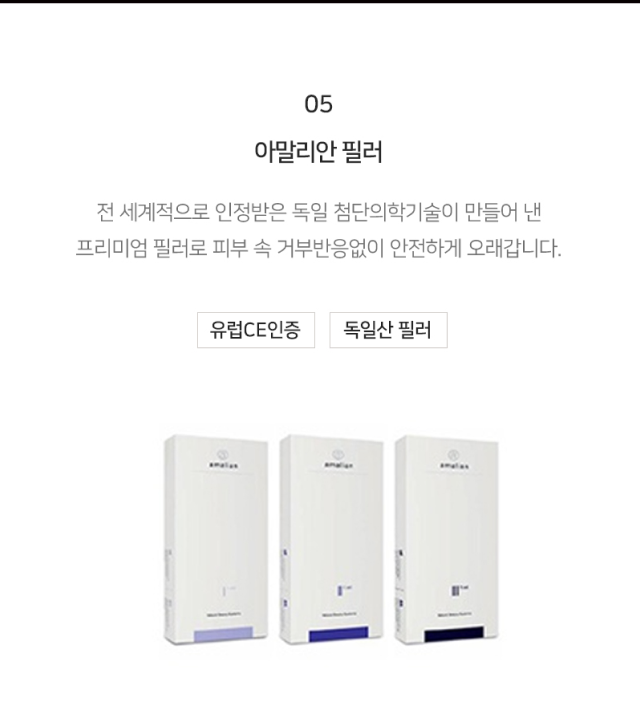 05
아말리안 필러
전 세계적으로 인정받은 독일 첨단의학기술이 만들어 낸
프리미엄 필러로 피부 속 거부반응없이 안전하게 오래갑니다.
유럽CE인증
독일산 필러
amalian
amalian
amalian